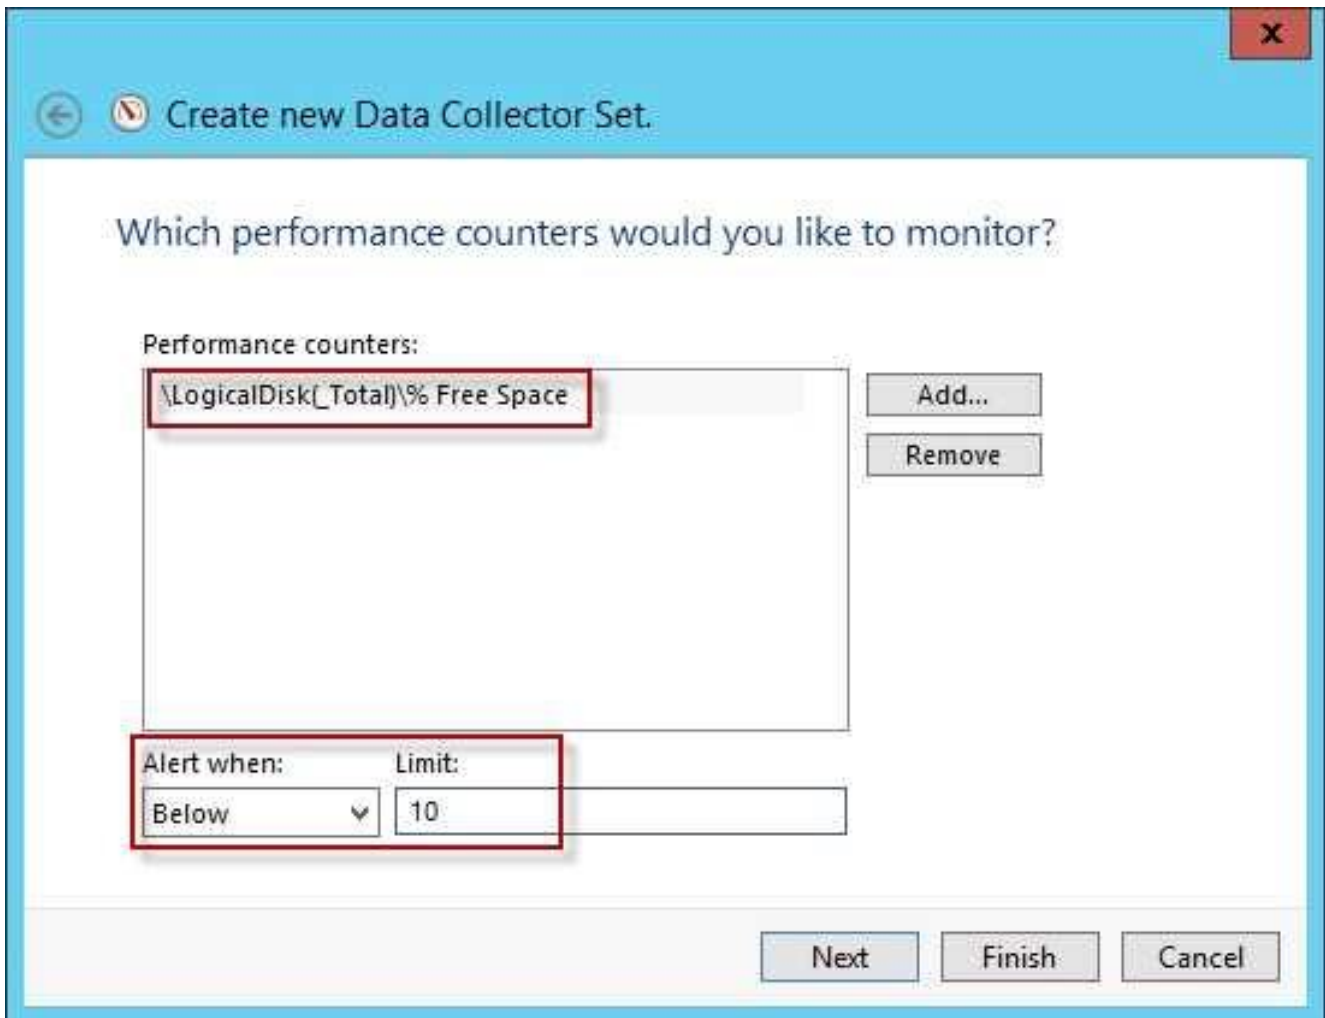 x
Create new Data Collector Set.
Which performance counters would you like to monitor?
Performance counters:
\LogicalDisk(_Total)\% Free Space
Add...
Remove
Alert when:
Limit:
Below
10
Next
Finish
Cancel